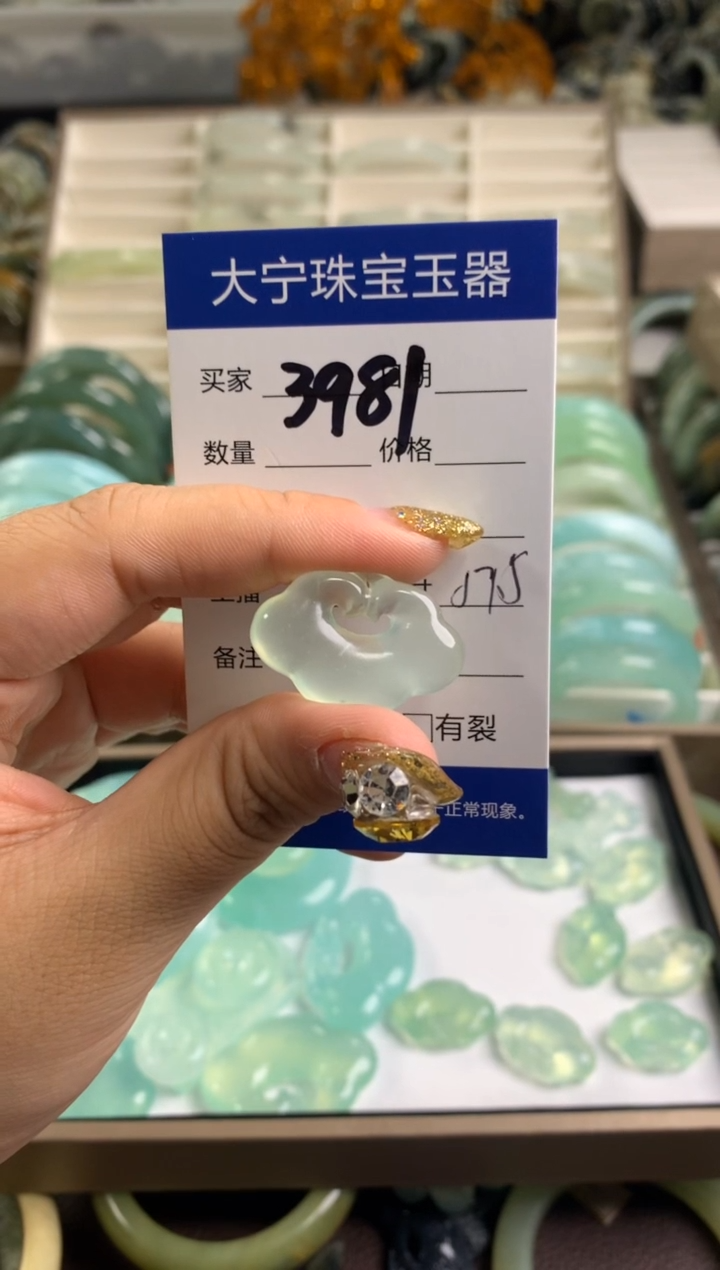 大宁珠宝玉器
买家 3981 日期
数量 价格
备注
有裂
正常现象。